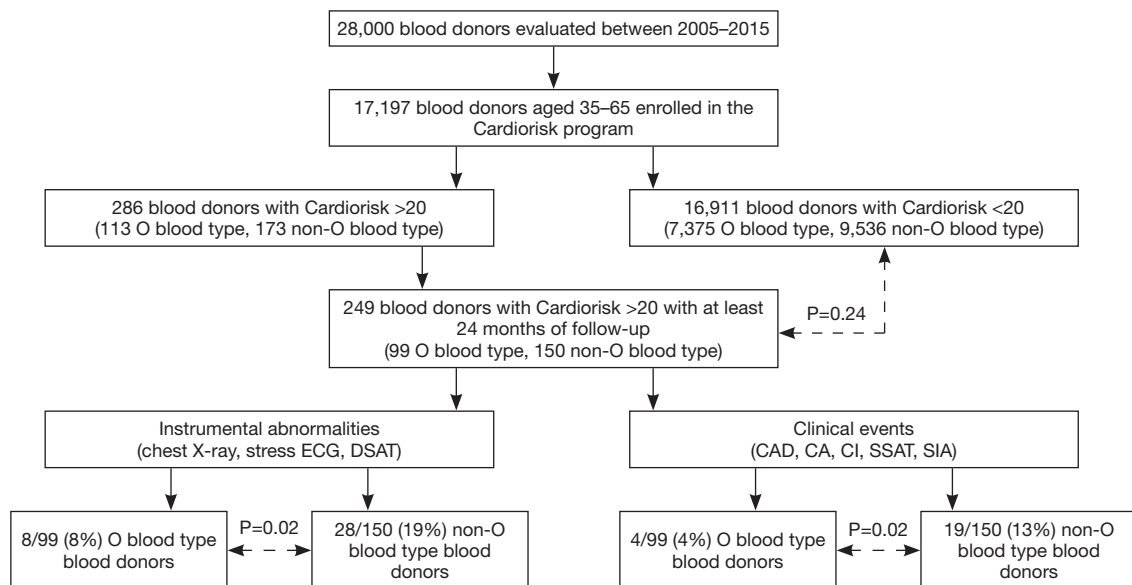 28,000 blood donors evaluated between 2005–2015
17,197 blood donors aged 35–65 enrolled in the
Cardiorisk program
286 blood donors with Cardiorisk >20
(113 O blood type, 173 non-O blood type)
16,911 blood donors with Cardiorisk <20
(7,375 O blood type, 9,536 non-O blood type)
249 blood donors with Cardiorisk >20 with at least
24 months of follow-up
(99 O blood type, 150 non-O blood type)
P=0.24
Instrumental abnormalities
(chest X-ray, stress ECG, DSAT)
Clinical events
(CAD, CA, CI, SSAT, SIA)
8/99 (8%) O blood type
blood donors
P=0.02
28/150 (19%) non-O
blood type blood
donors
4/99 (4%) O blood type
blood donors
P=0.02
19/150 (13%) non-O
blood type blood
donors